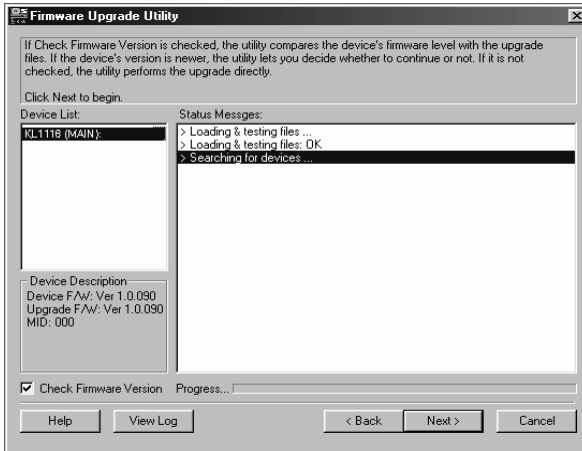 Firmware Upgrade Utility
If Check Firmware Version is checked, the utility compares the device's firmware level with the upgrade
files. If the device's version is newer, the utility lets you decide whether to continue or not. If it is not
checked, the utility performs the upgrade directly.
Click Next to begin.
Device List:
KL1116 (MAIN):
Status Messges:
> Loading & testing files ...
> Loading & testing files: OK
> Searching for devices ...
Device Description
Device F/W: Ver 1.0.090
Upgrade F/W: Ver 1.0.090
MID: 000
Check Firmware Version
Progress...
Help
View Log
< Back
Next >
Cancel